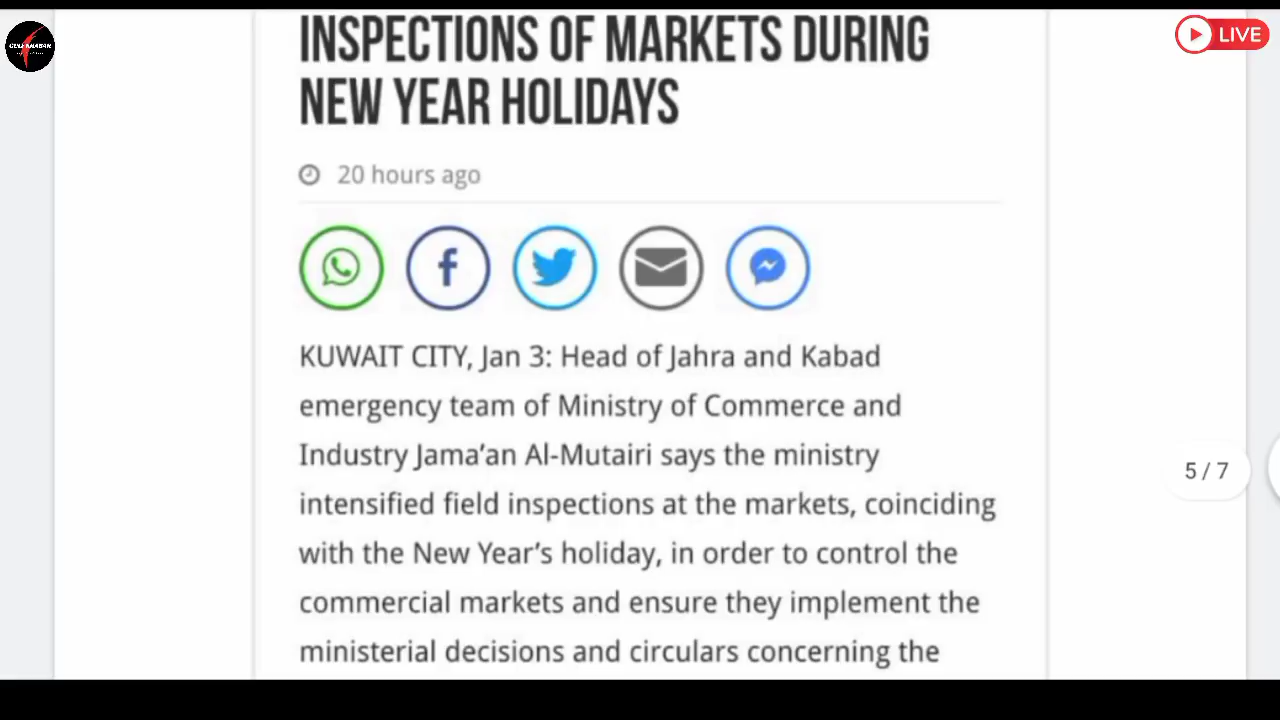 GULF KHABAR
LIVE
INSPECTIONS OF MARKETS DURING
NEW YEAR HOLIDAYS
20 hours ago
KUWAIT CITY, Jan 3: Head of Jahra and Kabad
emergency team of Ministry of Commerce and
Industry Jama’an Al-Mutairi says the ministry
intensified field inspections at the markets, coinciding
with the New Year’s holiday, in order to control the
commercial markets and ensure they implement the
ministerial decisions and circulars concerning the
5 / 7